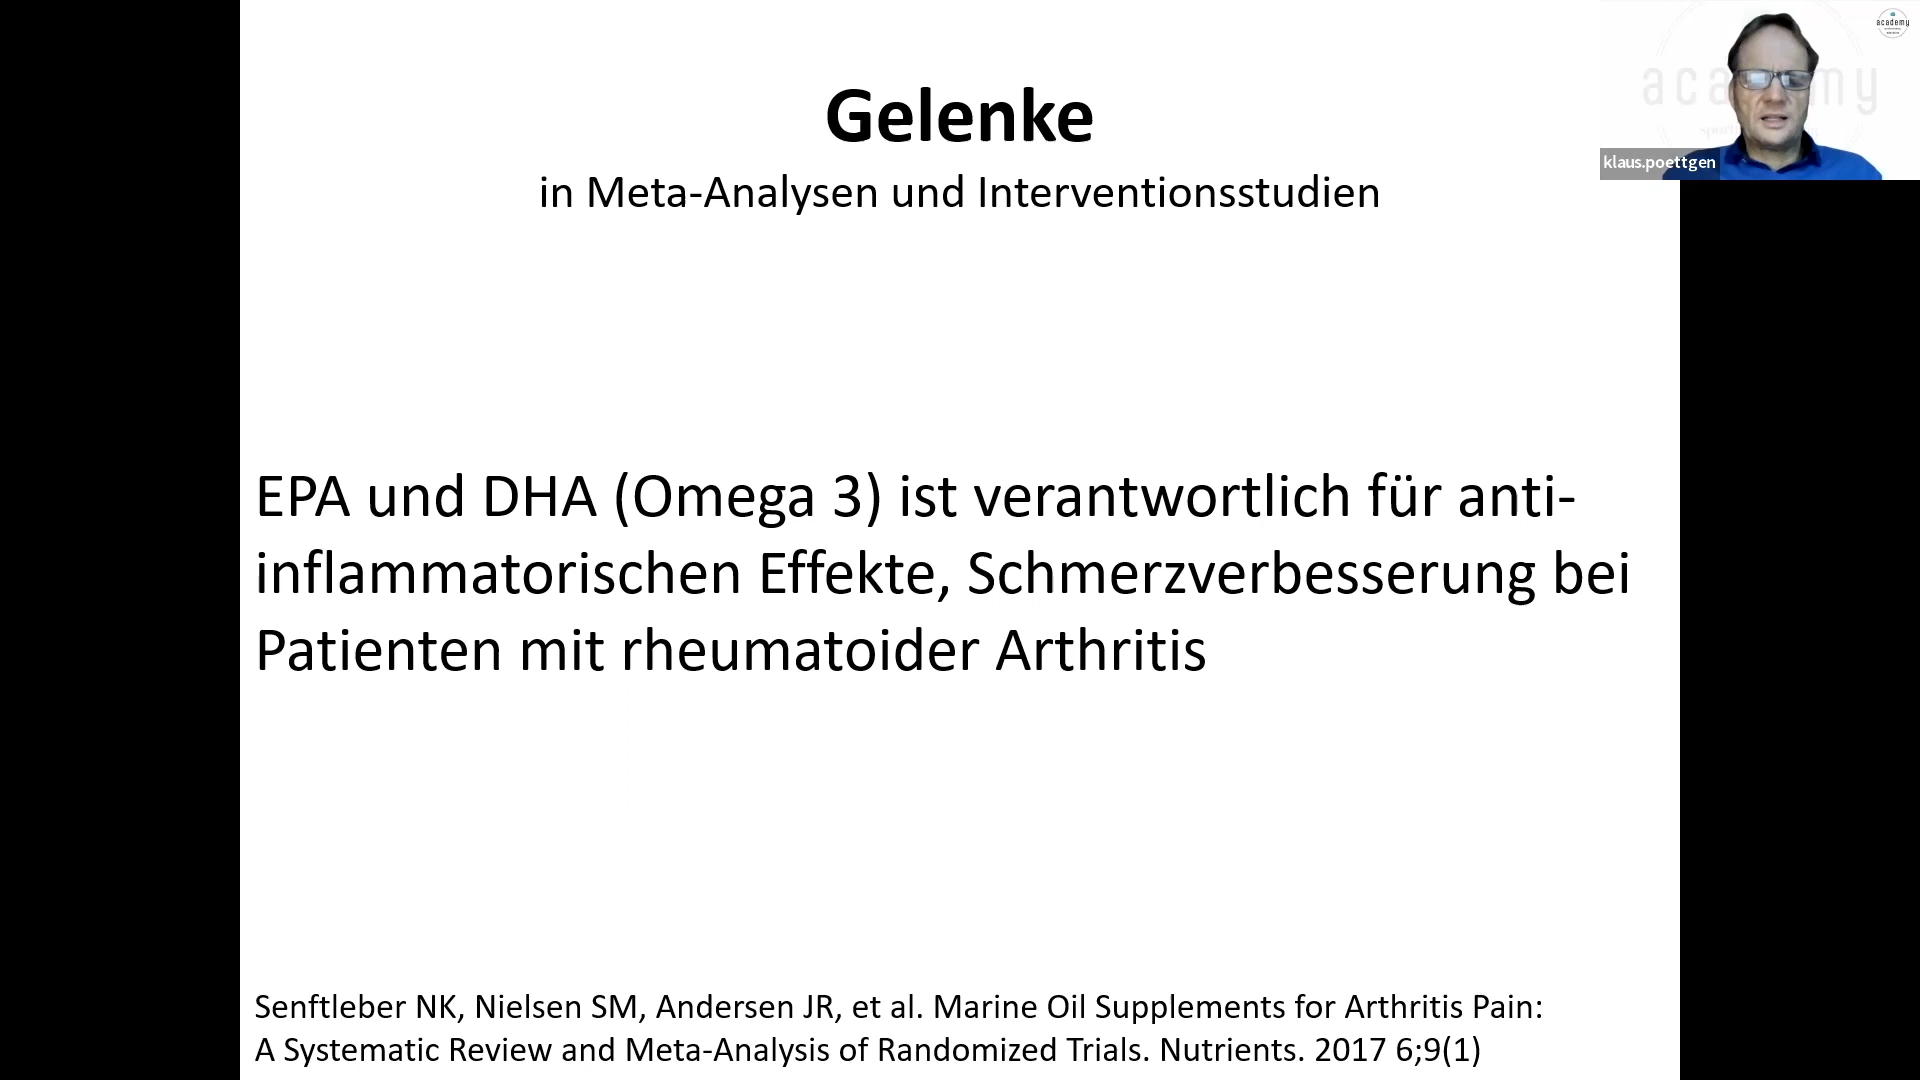 Gelenke
in Meta-Analysen und Interventionsstudien
EPA und DHA (Omega 3) ist verantwortlich für anti-
inflammatorischen Effekte, Schmerzverbesserung bei
Patienten mit rheumatoider Arthritis
Senftleber NK, Nielsen SM, Andersen JR, et al. Marine Oil Supplements for Arthritis Pain:
A Systematic Review and Meta-Analysis of Randomized Trials. Nutrients. 2017 6;9(1)
academy
klaus.poettgen